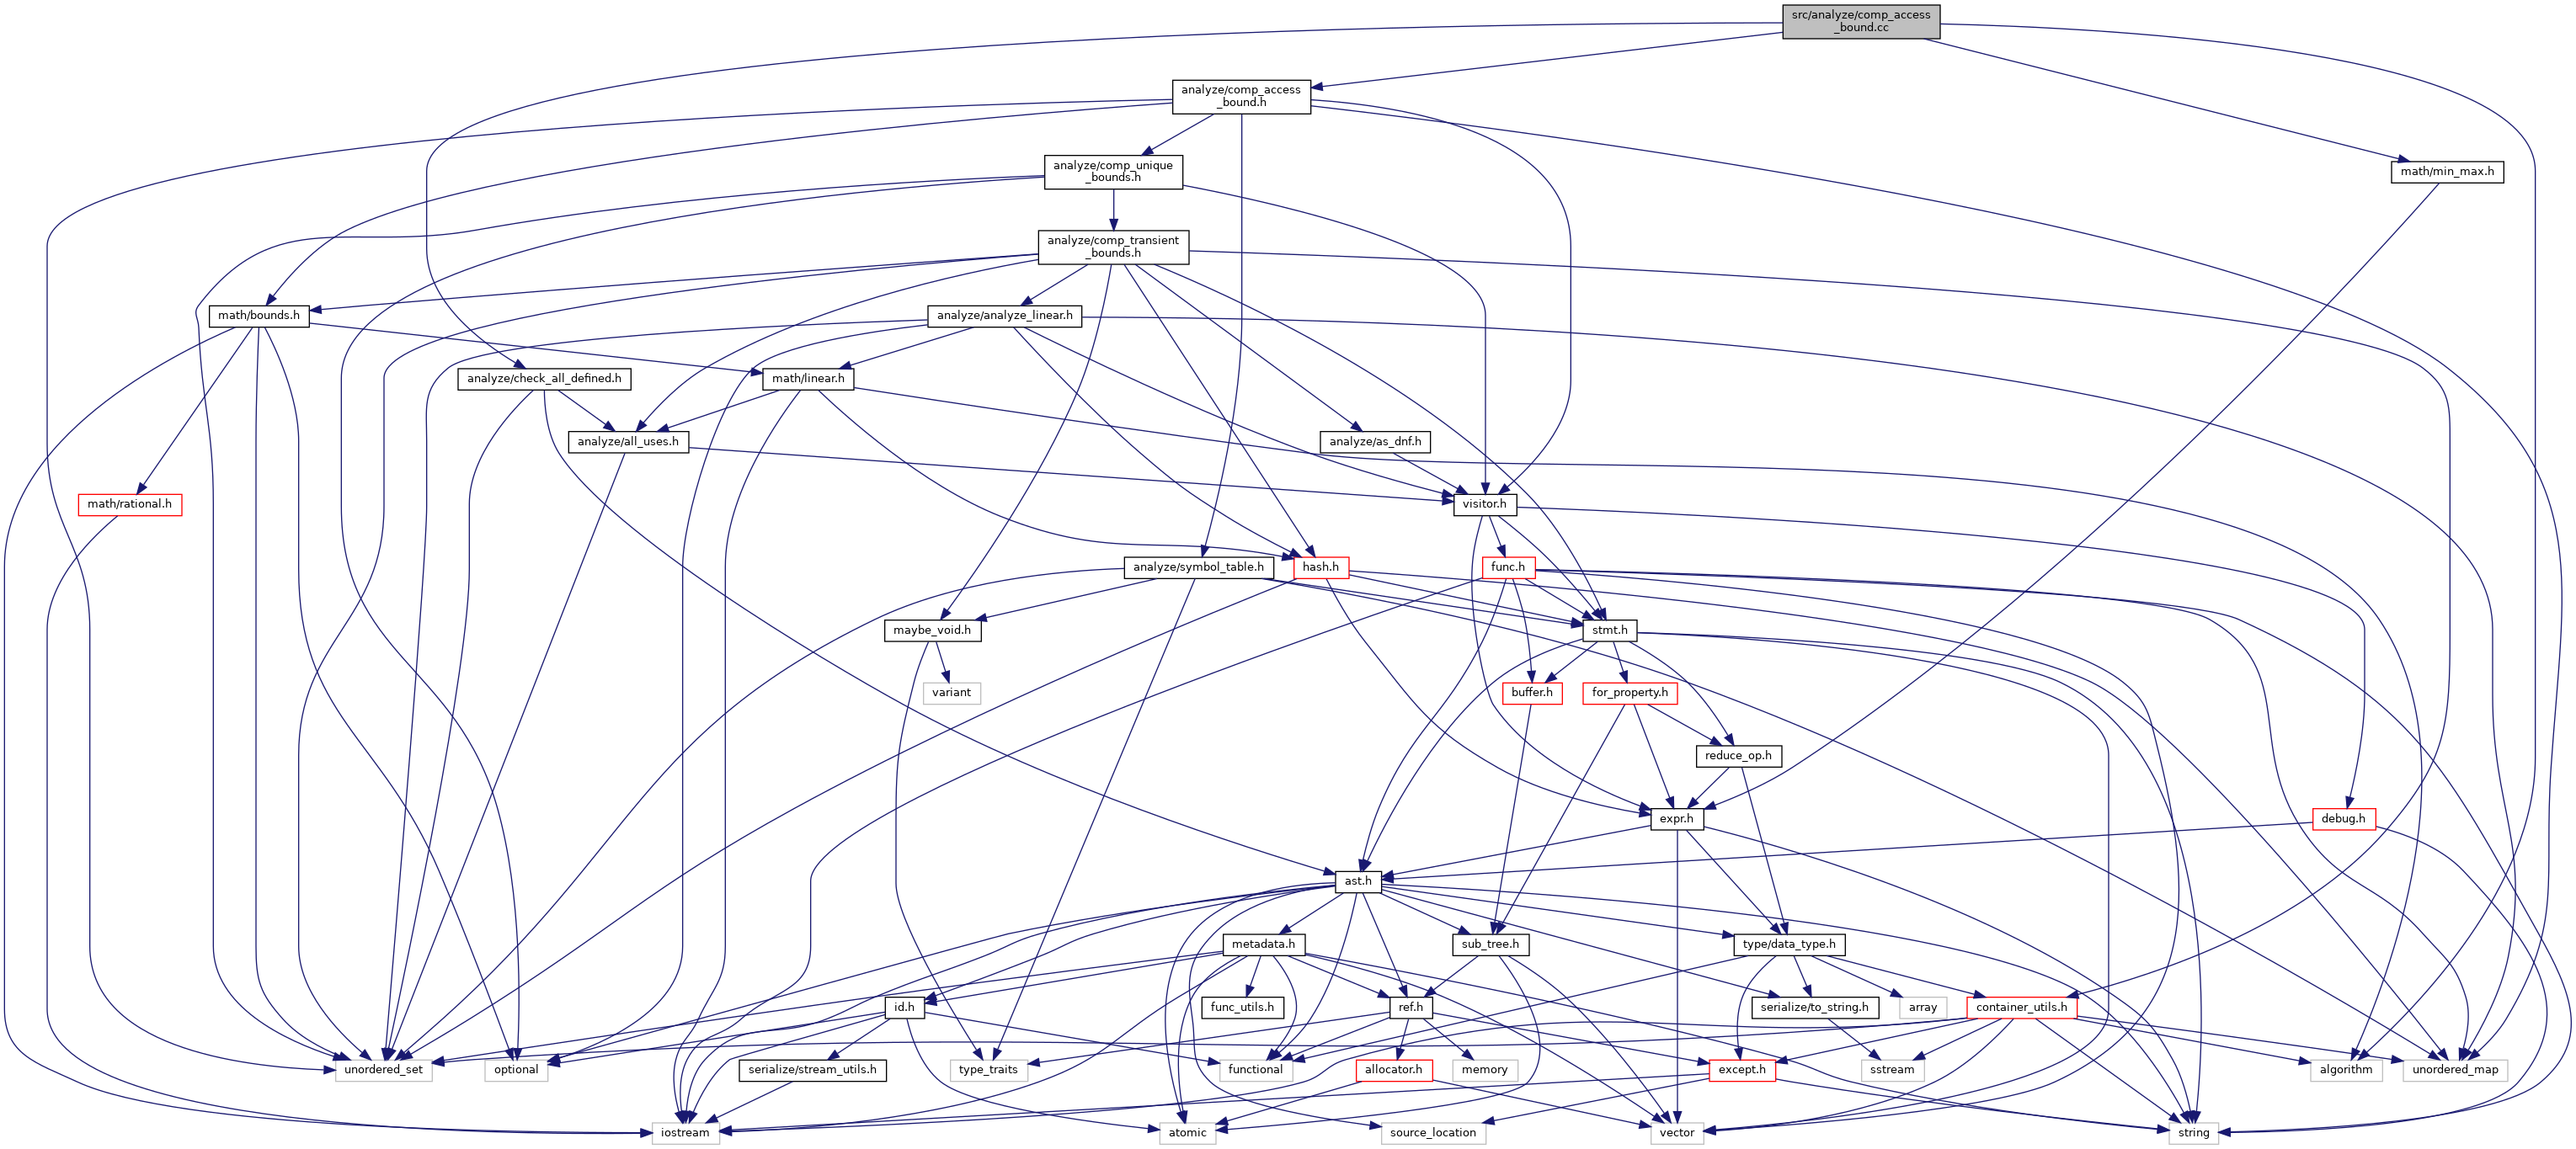 src/analyze/comp_access
_bound.cc
analyze/comp_access
_bound.h
analyze/comp_unique
_bounds.h
math/min_max.h
analyze/comp_transient
_bounds.h
math/bounds.h
analyze/analyze_linear.h
analyze/check_all_defined.h
math/linear.h
analyze/all_uses.h
analyze/as_dnf.h
math/rational.h
visitor.h
analyze/symbol_table.h
hash.h
func.h
maybe_void.h
stmt.h
variant
buffer.h
for_property.h
reduce_op.h
expr.h
debug.h
ast.h
metadata.h
sub_tree.h
type/data_type.h
id.h
func_utils.h
ref.h
serialize/to_string.h
array
container_utils.h
unordered_set
optional
serialize/stream_utils.h
type_traits
functional
allocator.h
memory
except.h
sstream
algorithm
unordered_map
iostream
atomic
source_location
vector
string